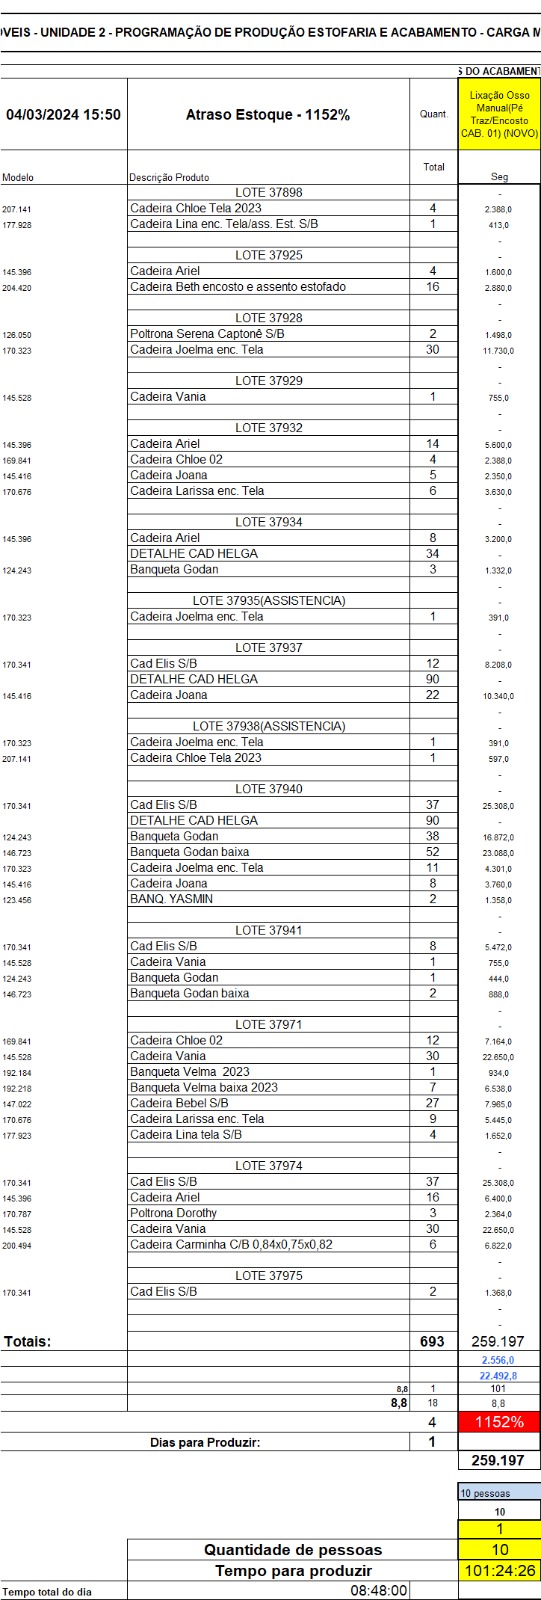 VEIS - UNIDADE 2 - PROGRAMAÇÃO DE PRODUÇÃO ESTOFARIA E ACABAMENTO - CARGA M
S DO ACABAMENT
04/03/2024 15:50 Atraso Estoque - 1152% Quant. Lixação Osso Manual(Pé Traz/Encosto CAB. 01) (NOVO)
Modelo Descrição Produto Total Seg
LOTE 37898 -
207.141 Cadeira Chloe Tela 2023 4 2.388,0
177.928 Cadeira Lina enc. Tela/ass. Est. S/B 1 413,0
-
LOTE 37925 -
145.396 Cadeira Ariel 4 1.600,0
204.420 Cadeira Beth encosto e assento estofado 16 2.880,0
-
LOTE 37928 -
126.050 Poltrona Serena Captonê S/B 2 1.498,0
170.323 Cadeira Joelma enc. Tela 30 11.730,0
-
LOTE 37929 -
145.528 Cadeira Vania 1 755,0
-
LOTE 37932 -
145.396 Cadeira Ariel 14 5.600,0
169.841 Cadeira Chloe 02 4 2.388,0
145.416 Cadeira Joana 5 2.350,0
170.676 Cadeira Larissa enc. Tela 6 3.630,0
-
LOTE 37934 -
145.396 Cadeira Ariel 8 3.200,0
DETALHE CAD HELGA 34 -
124.243 Banqueta Godan 3 1.332,0
-
LOTE 37935(ASSISTENCIA) -
170.323 Cadeira Joelma enc. Tela 1 391,0
-
LOTE 37937 -
170.341 Cad Elis S/B 12 8.208,0
DETALHE CAD HELGA 90 -
145.416 Cadeira Joana 22 10.340,0
-
LOTE 37938(ASSISTENCIA) -
170.323 Cadeira Joelma enc. Tela 1 391,0
207.141 Cadeira Chloe Tela 2023 1 597,0
-
LOTE 37940 -
170.341 Cad Elis S/B 37 25.308,0
DETALHE CAD HELGA 90 -
124.243 Banqueta Godan 38 16.872,0
146.723 Banqueta Godan baixa 52 23.088,0
170.323 Cadeira Joelma enc. Tela 11 4.301,0
145.416 Cadeira Joana 8 3.760,0
123.456 BANQ. YASMIN 2 1.358,0
-
LOTE 37941 -
170.341 Cad Elis S/B 8 5.472,0
145.528 Cadeira Vania 1 755,0
124.243 Banqueta Godan 1 444,0
146.723 Banqueta Godan baixa 2 888,0
-
LOTE 37971 -
169.841 Cadeira Chloe 02 12 7.164,0
145.528 Cadeira Vania 30 22.650,0
192.184 Banqueta Velma 2023 1 934,0
192.218 Banqueta Velma baixa 2023 7 6.538,0
147.022 Cadeira Bebel S/B 27 7.965,0
170.676 Cadeira Larissa enc. Tela 9 5.445,0
177.923 Cadeira Lina tela S/B 4 1.652,0
-
LOTE 37974 -
170.341 Cad Elis S/B 37 25.308,0
145.396 Cadeira Ariel 16 6.400,0
170.787 Poltrona Dorothy 3 2.364,0
145.528 Cadeira Vania 30 22.650,0
200.494 Cadeira Carminha C/B 0,84x0,75x0,82 6 6.822,0
-
LOTE 37975 -
170.341 Cad Elis S/B 2 1.368,0
-
-
Totais: 693 259.197
2.556,0
22.492,8
8,8 1 101
8,8 18 8,8
4 1152%
Dias para Produzir: 1
259.197
10 pessoas
10
1
Quantidade de pessoas 10
Tempo para produzir 101:24:26
Tempo total do dia 08:48:00